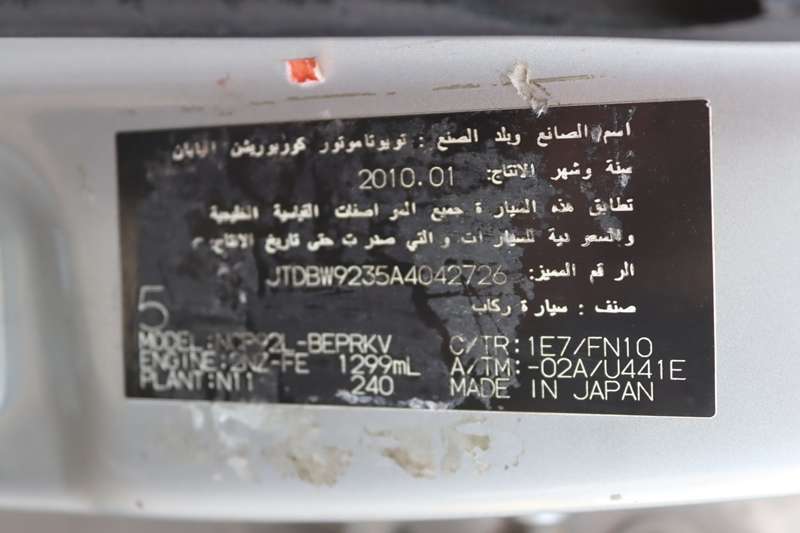 اسم الصانع وبلد الصنع : تويوتا موتور كوربوريشن اليابان
سنة وشهر الانتاج: 2010.01
تطابق هذه السيارة جميع المواصفات القياسية الخليجية
والسعودية للسيارات والتي صدرت حتى تاريخ الانتاج
الرقم المميز: JTDBW9235A4042726
صنف : سيارة ركاب
5
MODEL:NCP92L-BEPRKV C/TR:1E7/FN10
ENGINE:2NZ-FE 1299mL A/TM:-02A/U441E
PLANT:N11 240 MADE IN JAPAN